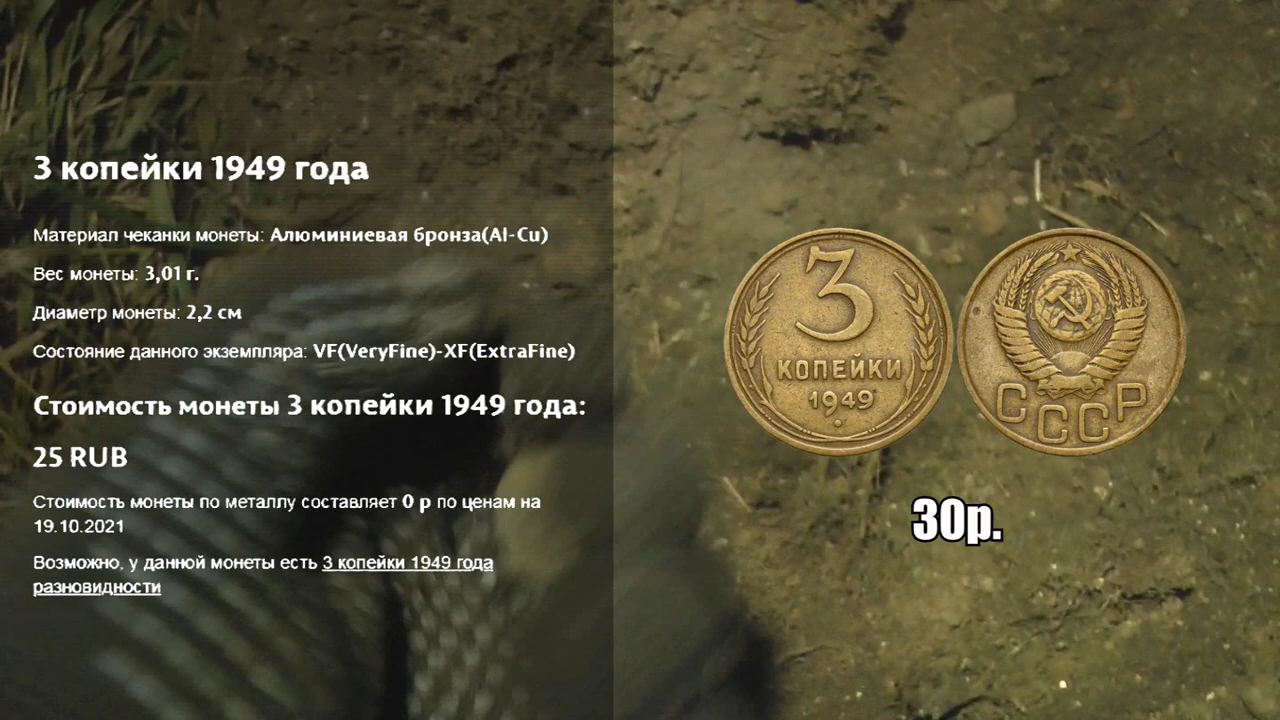 3 копейки 1949 года
Материал чеканки монеты: Алюминиевая бронза(Al-Cu)
Вес монеты: 3,01 г.
Диаметр монеты: 2,2 см
Состояние данного экземпляра: VF(VeryFine)-XF(ExtraFine)
Стоимость монеты 3 копейки 1949 года:
25 RUB
Стоимость монеты по металлу составляет 0 р по ценам на
19.10.2021
Возможно, у данной монеты есть 3 копейки 1949 года
разновидности
3
КОПЕЙКИ
1949
СССР
30р.